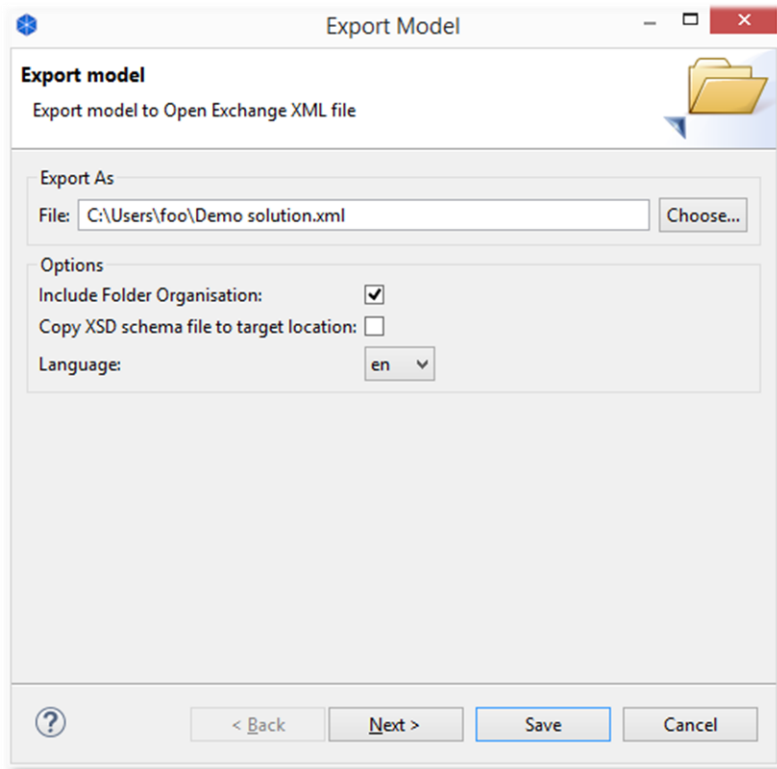 Export Model
Export model
Export model to Open Exchange XML file
Export As
File: C:\Users\foo\Demo solution.xml Choose...
Options
Include Folder Organisation:
Copy XSD schema file to target location:
Language: en
? < Back Next > Save Cancel